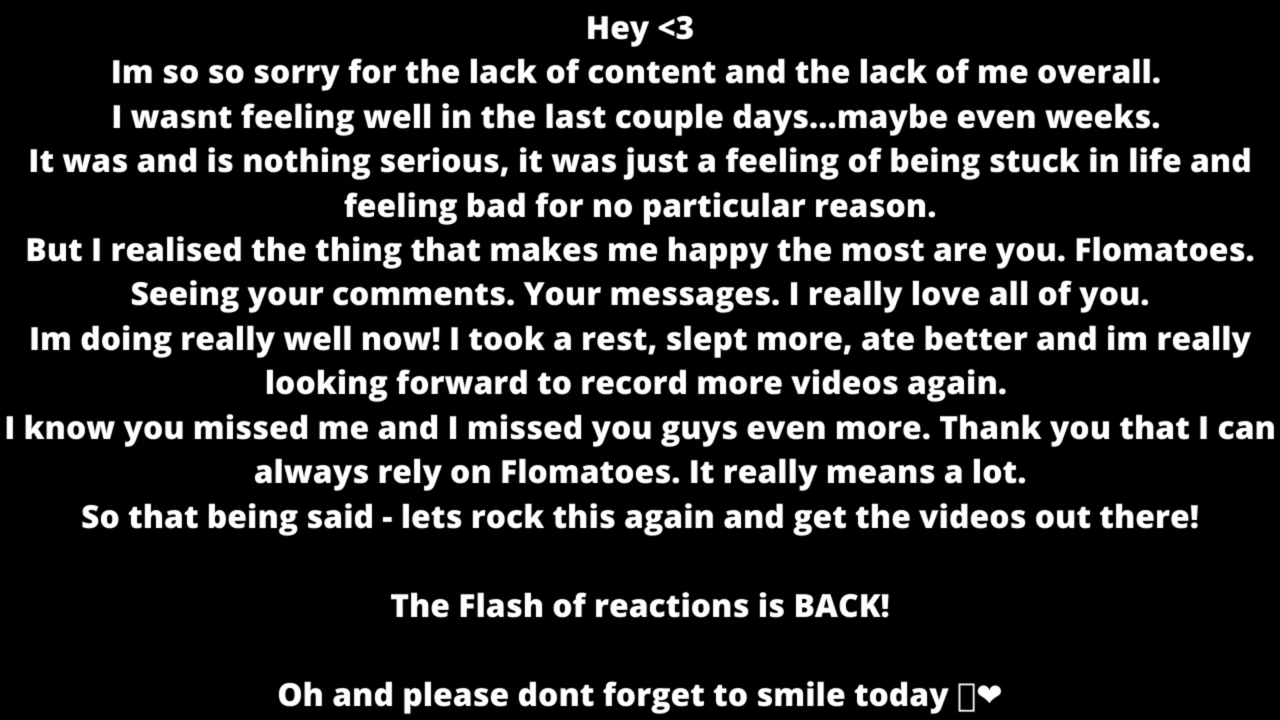 Hey <3
Im so so sorry for the lack of content and the lack of me overall.
I wasnt feeling well in the last couple days...maybe even weeks.
It was and is nothing serious, it was just a feeling of being stuck in life and
feeling bad for no particular reason.
But I realised the thing that makes me happy the most are you. Flomatoes.
Seeing your comments. Your messages. I really love all of you.
Im doing really well now! I took a rest, slept more, ate better and im really
looking forward to record more videos again.
I know you missed me and I missed you guys even more. Thank you that I can
always rely on Flomatoes. It really means a lot.
So that being said - lets rock this again and get the videos out there!
The Flash of reactions is BACK!
Oh and please dont forget to smile today ▯❤